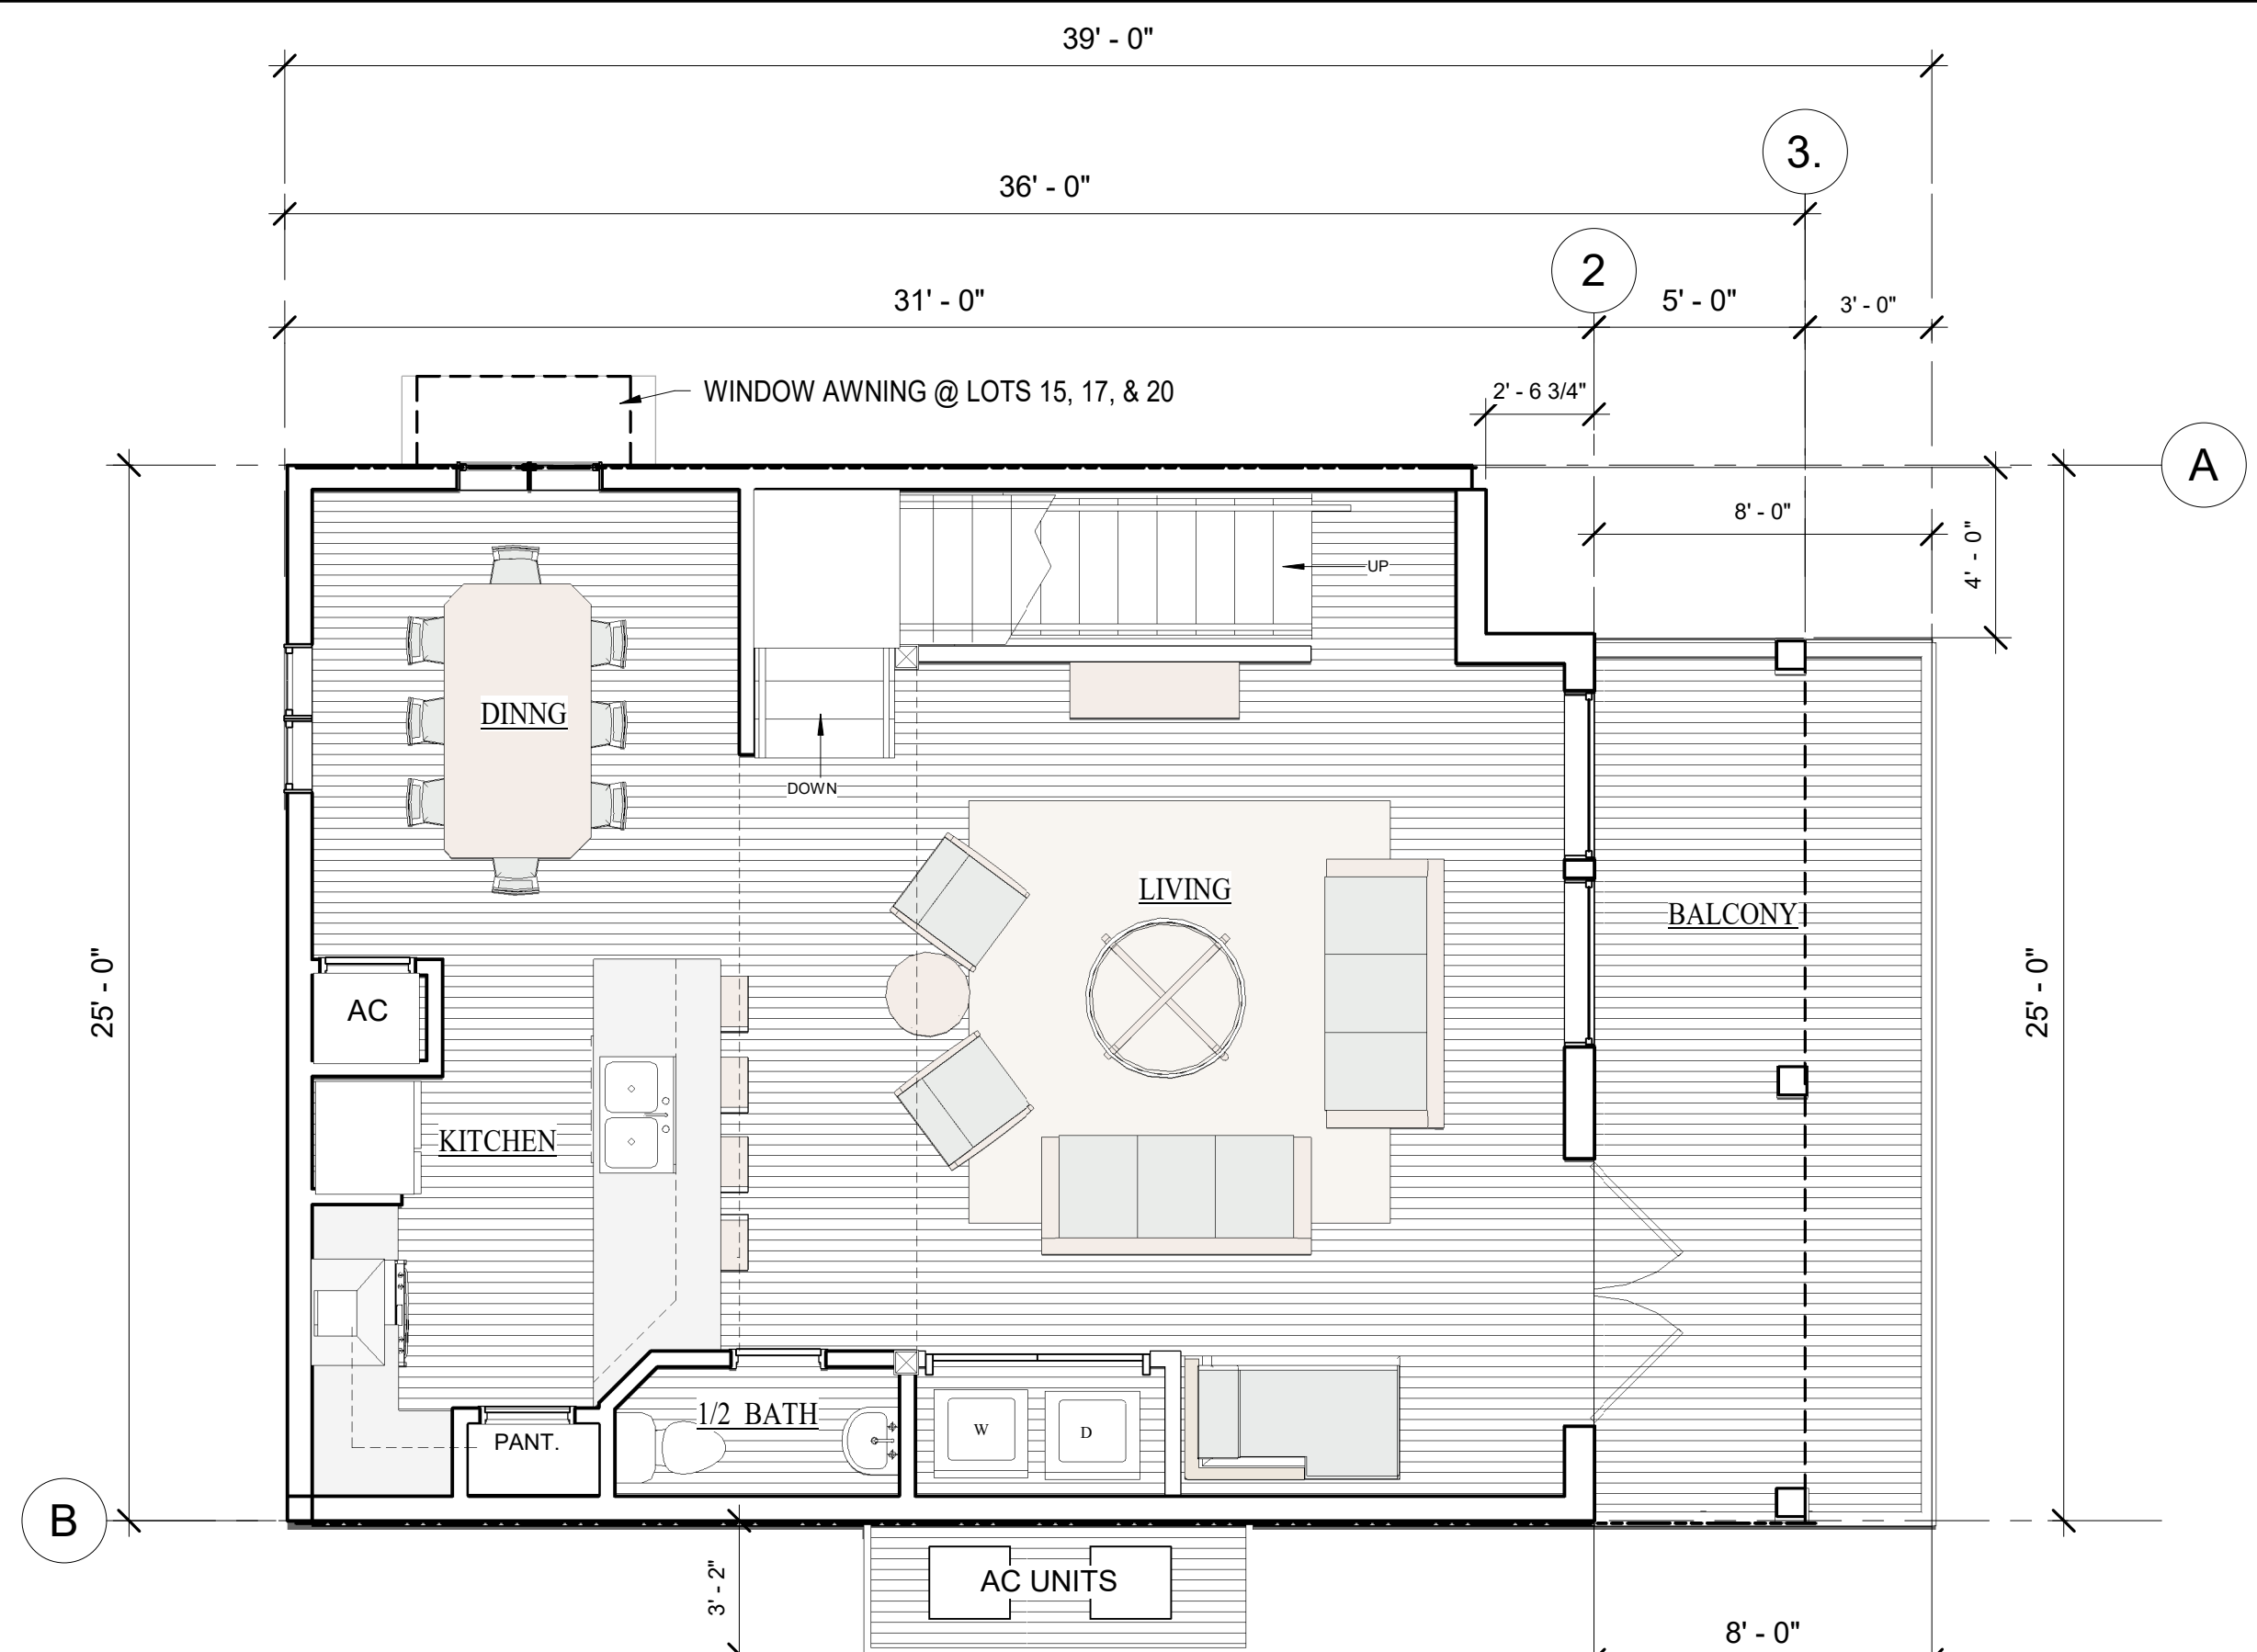 39' - 0"
3.
36' - 0"
2
31' - 0"
5' - 0"
3' - 0"
WINDOW AWNING @ LOTS 15, 17, & 20
2' - 6 3/4"
A
8' - 0"
4' - 0"
UP
DINNG
DOWN
LIVING
BALCONY
25' - 0"
25' - 0"
AC
KITCHEN
1/2 BATH
W
D
PANT.
B
3' - 2"
AC UNITS
8' - 0"